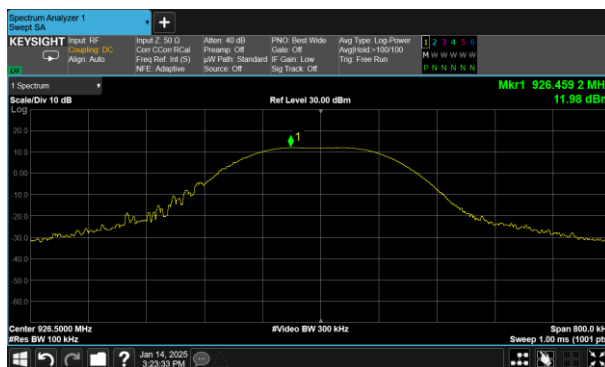 Spectrum Analyzer 1
Swept SA
KEYSIGHT Input: RF Input Z: 50 Ω Atten: 40 dB PNO: Best Wide Avg Type: Log-Power 1 2 3 4 5 6
Coupling: DC Corr CCorr RCal Preamp: Off Gate: Off Avg|Hold:>100/100 M W W W W W
Align: Auto Freq Ref: Int (S) µW Path: Standard IF Gain: Low Trig: Free Run
NFE: Adaptive Source: Off Sig Track: Off P N N N N N
1 Spectrum
Mkr1 926.459 2 MH
Scale/Div 10 dB Ref Level 30.00 dBm 11.98 dBr
Log
20.0
10.0
0.00
-10.0
-20.0
-30.0
-40.0
-50.0
-60.0
1
Center 926.5000 MHz #Video BW 300 kHz Span 800.0 k
#Res BW 100 kHz Sweep 1.00 ms (1001 pts
Jan 14, 2025
3:23:33 PM